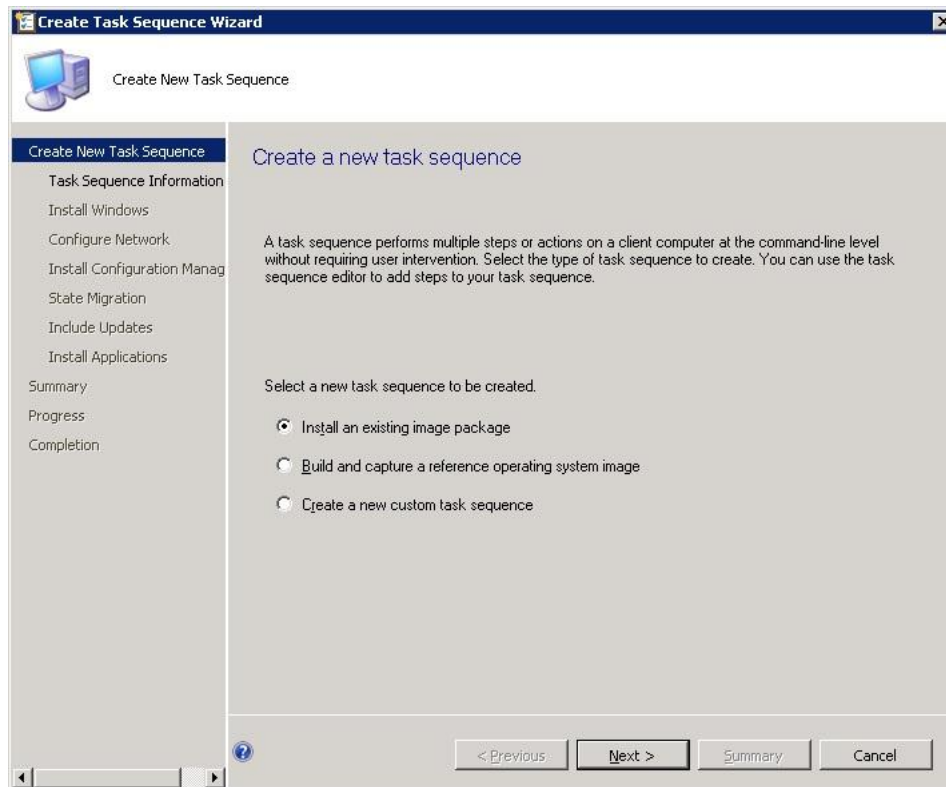 Create Task Sequence Wizard
Create New Task Sequence
Create New Task Sequence
Task Sequence Information
Install Windows
Configure Network
Install Configuration Manag
State Migration
Include Updates
Install Applications
Summary
Progress
Completion
Create a new task sequence
A task sequence performs multiple steps or actions on a client computer at the command-line level
without requiring user intervention. Select the type of task sequence to create. You can use the task
sequence editor to add steps to your task sequence.
Select a new task sequence to be created.
Install an existing image package
Build and capture a reference operating system image
Create a new custom task sequence
< Previous
Next >
Summary
Cancel